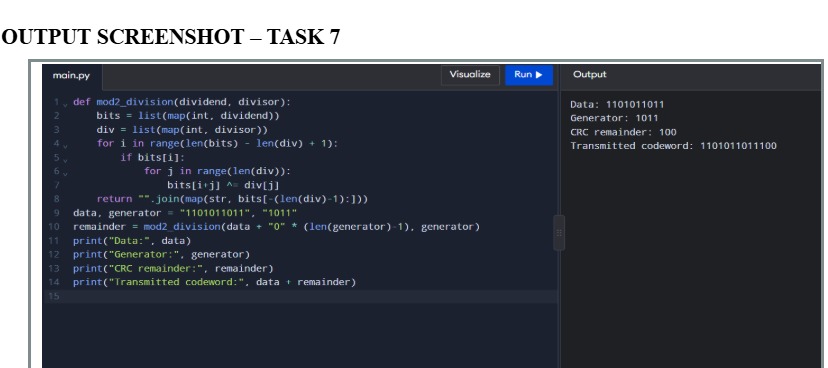 OUTPUT SCREENSHOT – TASK 7
main.py
Visualize
Run
Output
1 def mod2_division(dividend, divisor):
2 bits = list(map(int, dividend))
3 div = list(map(int, divisor))
4 for i in range(len(bits) - len(div) + 1):
5 if bits[i]:
6 for j in range(len(div)):
7 bits[i+j] ^= div[j]
8 return "".join(map(str, bits[-(len(div)-1):]))
9 data, generator = "1101011011", "1011"
10 remainder = mod2_division(data + "0" * (len(generator)-1), generator)
11 print("Data:", data)
12 print("Generator:", generator)
13 print("CRC remainder:", remainder)
14 print("Transmitted codeword:", data + remainder)
15
Data: 1101011011
Generator: 1011
CRC remainder: 100
Transmitted codeword: 1101011011100